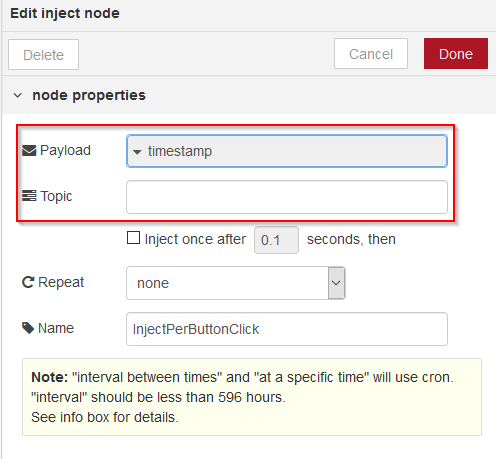 Edit inject node
Delete Cancel Done
node properties
Payload timestamp
Topic
Inject once after 0.1 seconds, then
Repeat none
Name InjectPerButtonClick
Note: "interval between times" and "at a specific time" will use cron.
"interval" should be less than 596 hours.
See info box for details.